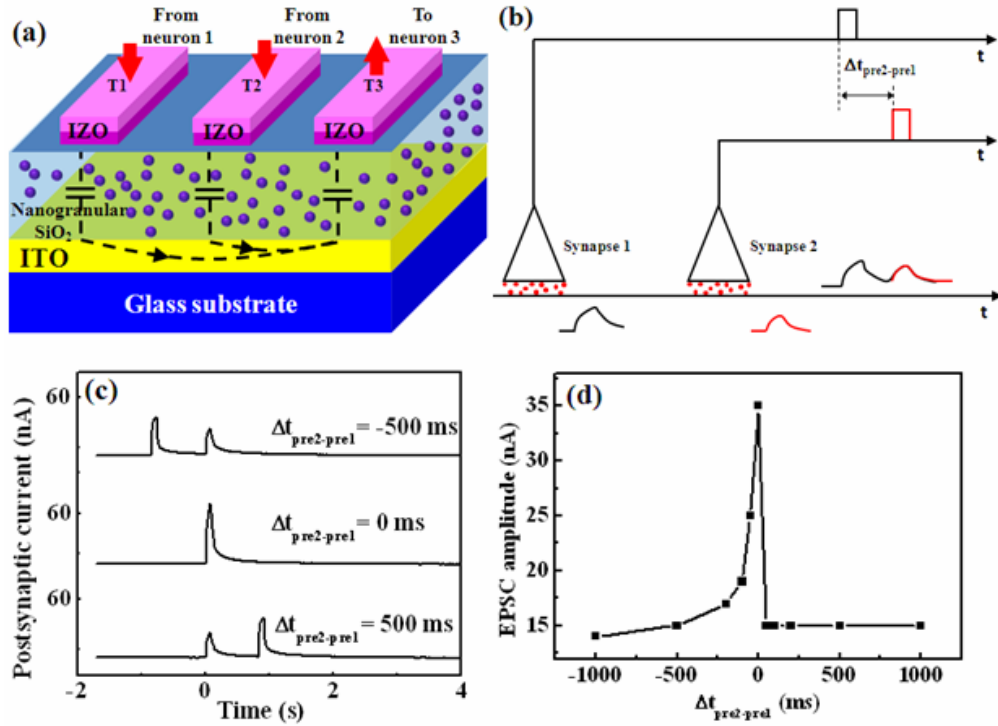 (a)
From
neuron 1
From
neuron 2
To
neuron 3
T1
T2
T3
IZO
IZO
IZO
Nanogranular
SiO2
ITO
Glass substrate
(b)
t
Δtpre2-pre1
t
Synapse 1
Synapse 2
t
(c)
Postsynaptic current (nA)
60
Δtpre2-pre1= -500 ms
60
Δtpre2-pre1= 0 ms
60
Δtpre2-pre1= 500 ms
-2
0
2
4
Time (s)
(d)
EPSC amplitude (nA)
35
30
25
20
15
-1000
-500
0
500
1000
Δtpre2-pre1 (ms)